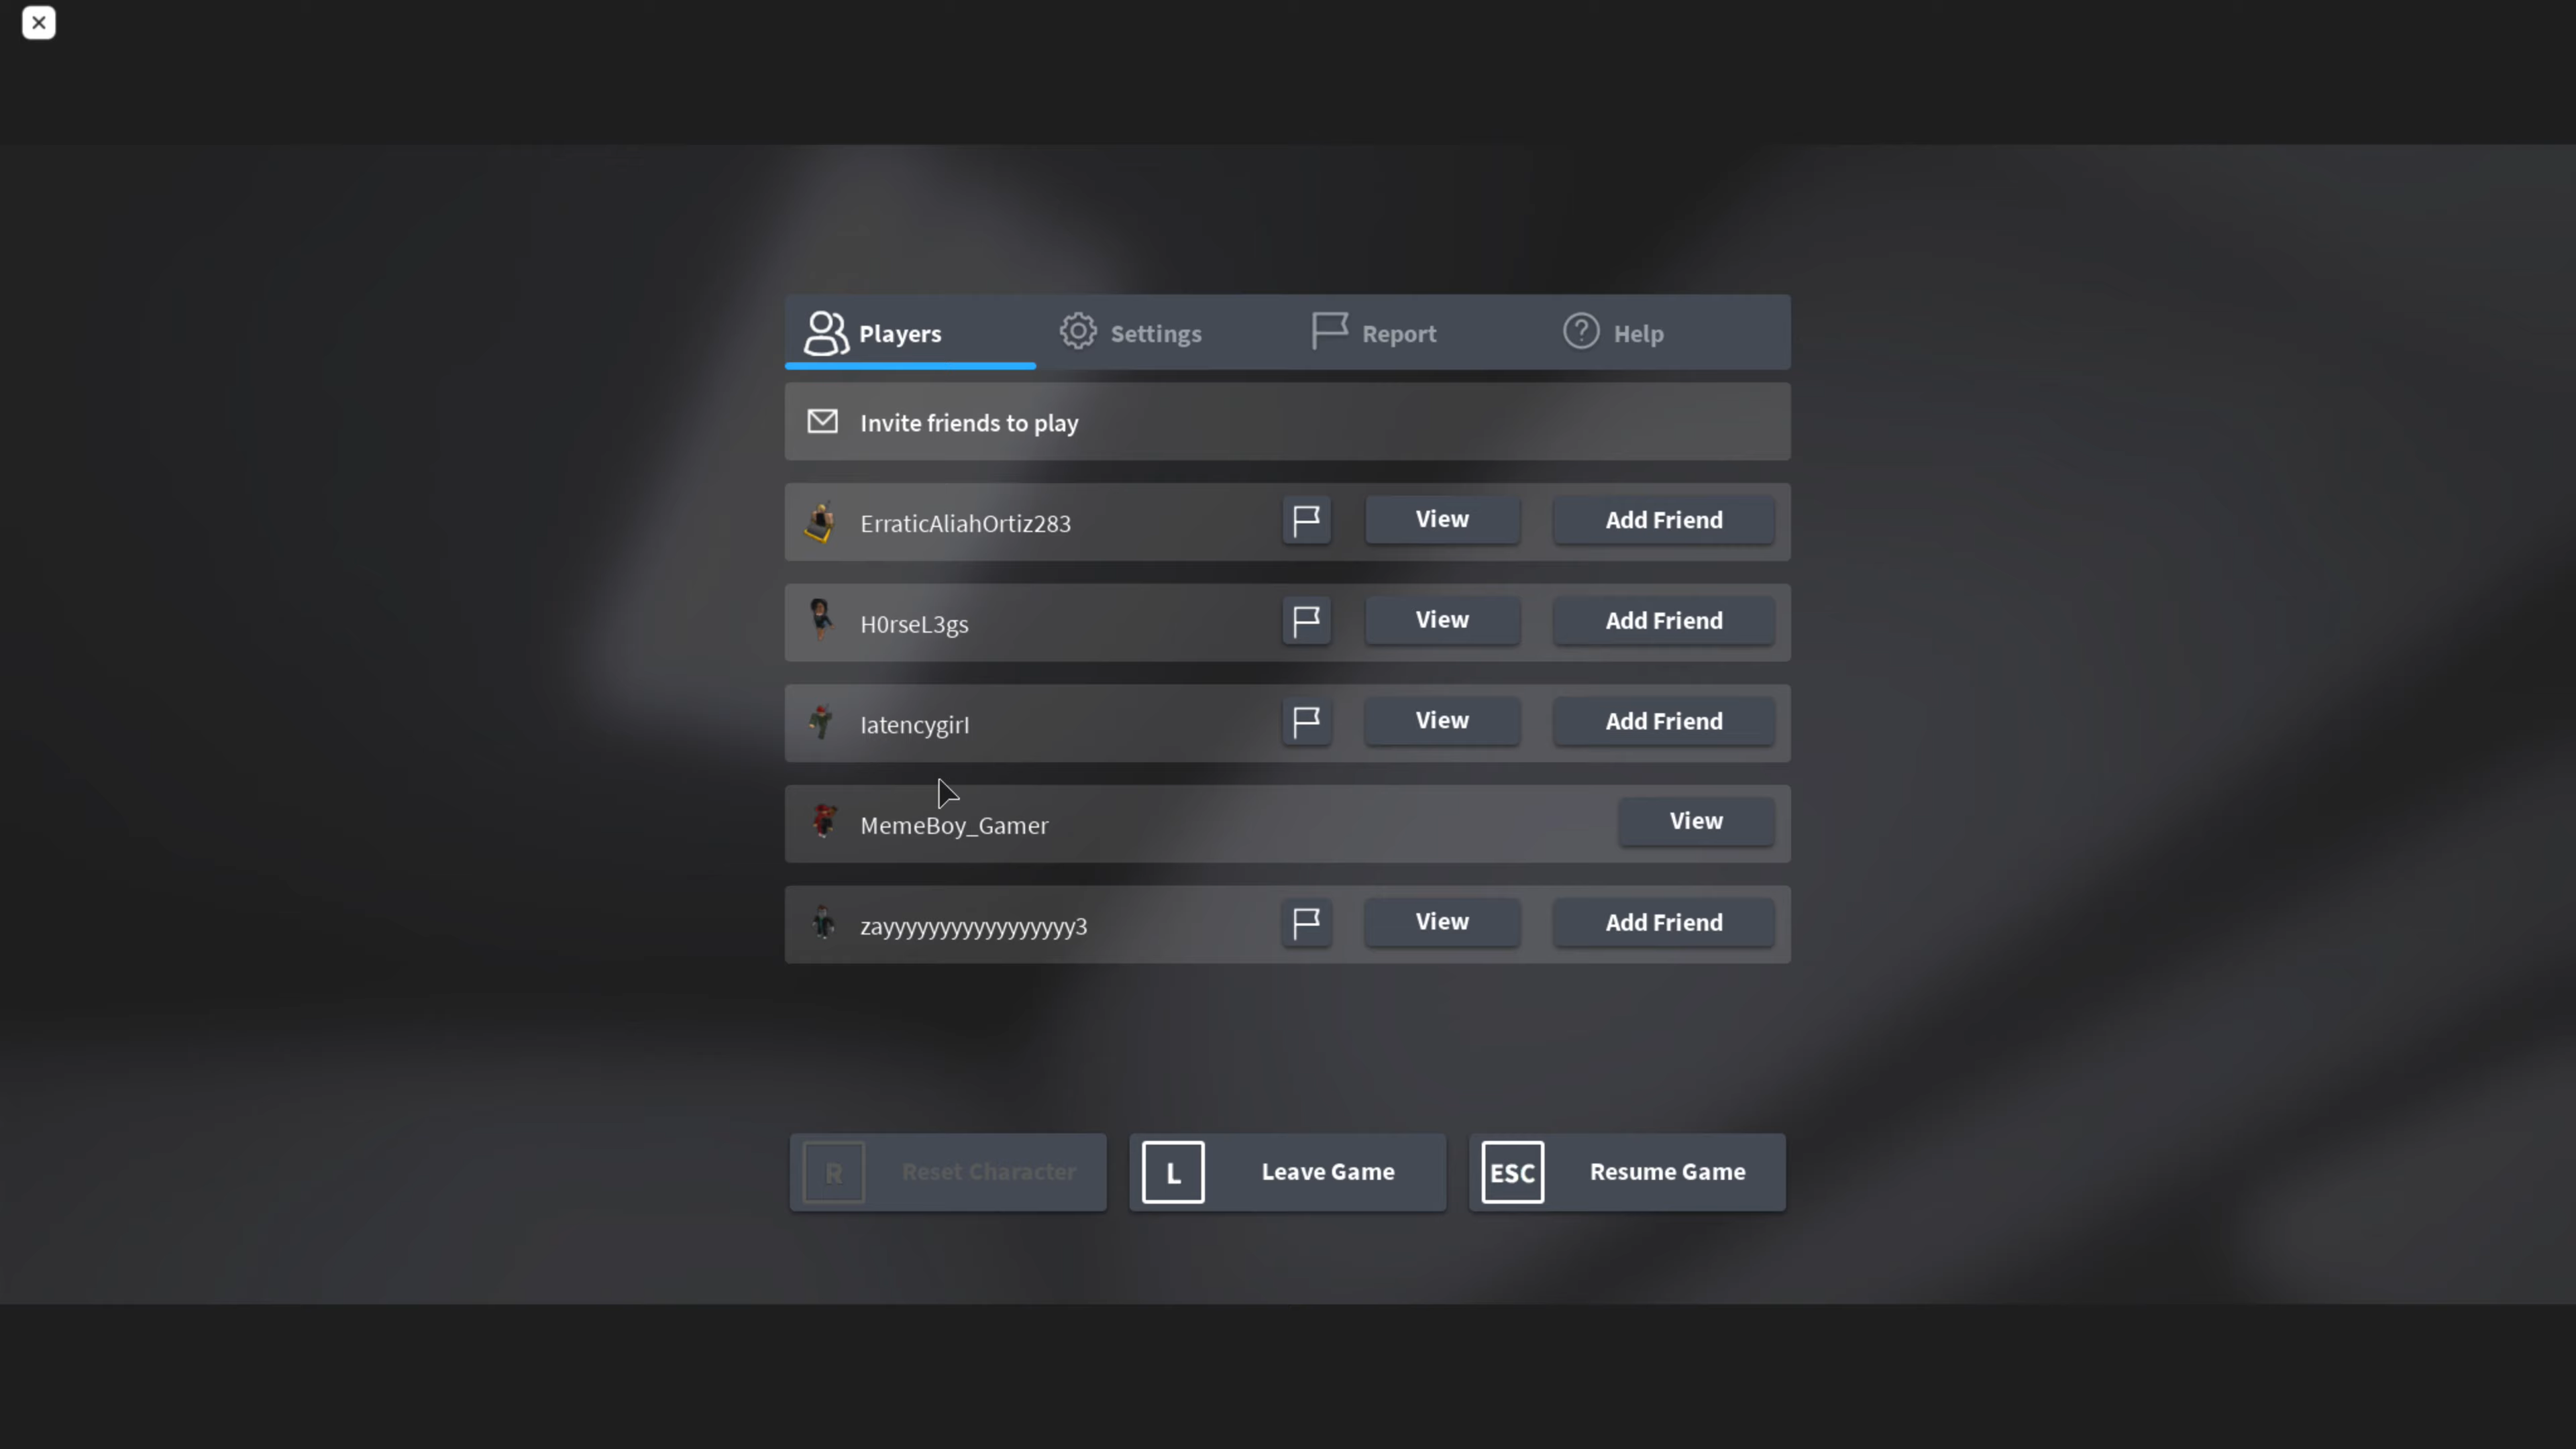 Players Settings Report Help
Invite friends to play
ErraticAliahOrtiz283 View Add Friend
H0rseL3gs View Add Friend
latencygirl View Add Friend
MemeBoy_Gamer View
zayyyyyyyyyyyyyyyyy3 View Add Friend
R Reset Character L Leave Game ESC Resume Game